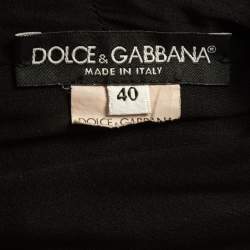 DOLCE & GABBANA®
MADE IN ITALY
40
DOLCE & GABBANA